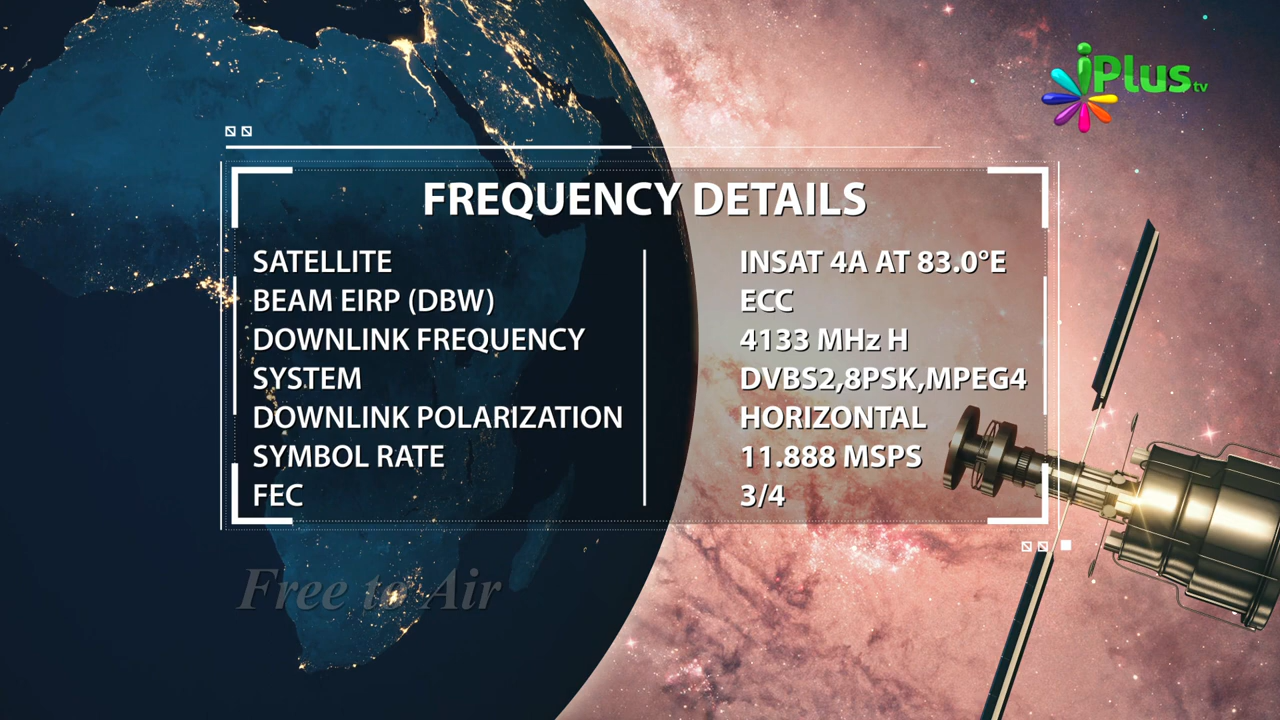 iPlus tv
FREQUENCY DETAILS
SATELLITE INSAT 4A AT 83.0°E
BEAM EIRP (DBW) ECC
DOWNLINK FREQUENCY 4133 MHz H
SYSTEM DVBS2,8PSK,MPEG4
DOWNLINK POLARIZATION HORIZONTAL
SYMBOL RATE 11.888 MSPS
FEC 3/4
Free to Air